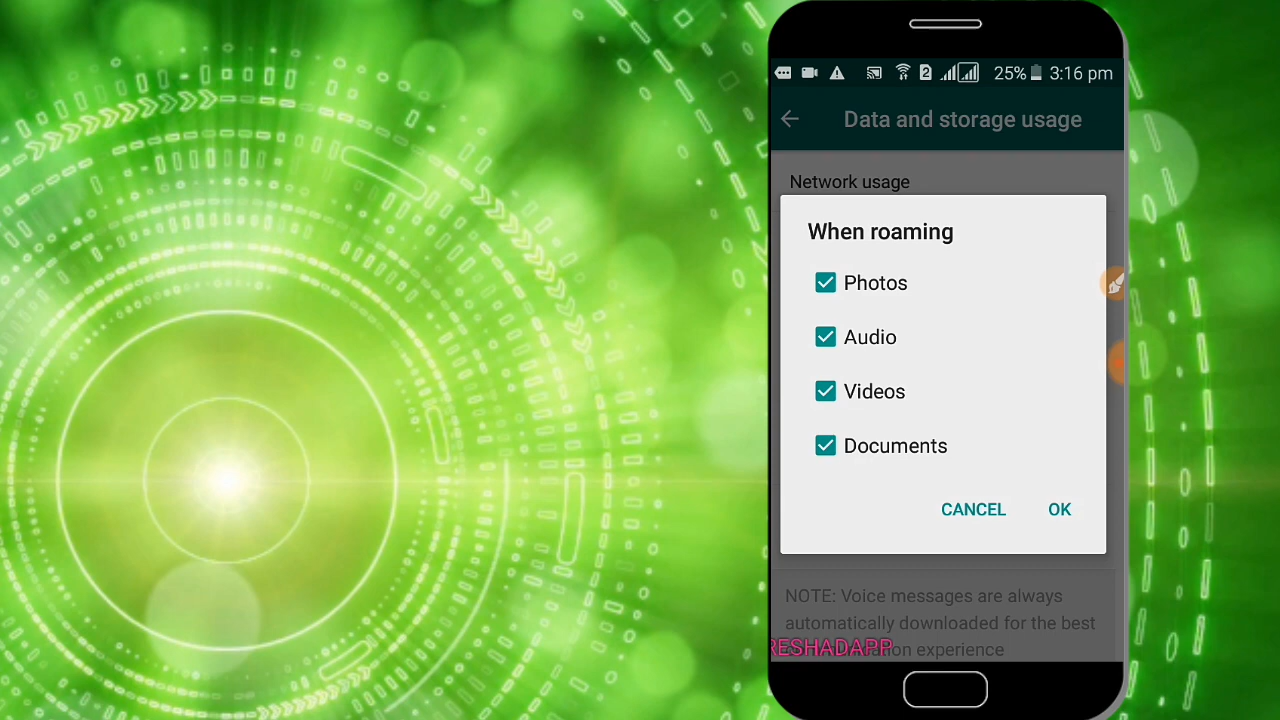 2 25% 3:16 pm
Data and storage usage
Network usage
When roaming
Photos
Audio
Videos
Documents
CANCEL OK
NOTE: Voice messages are always
automatically downloaded for the best
experience
RESHADAPP